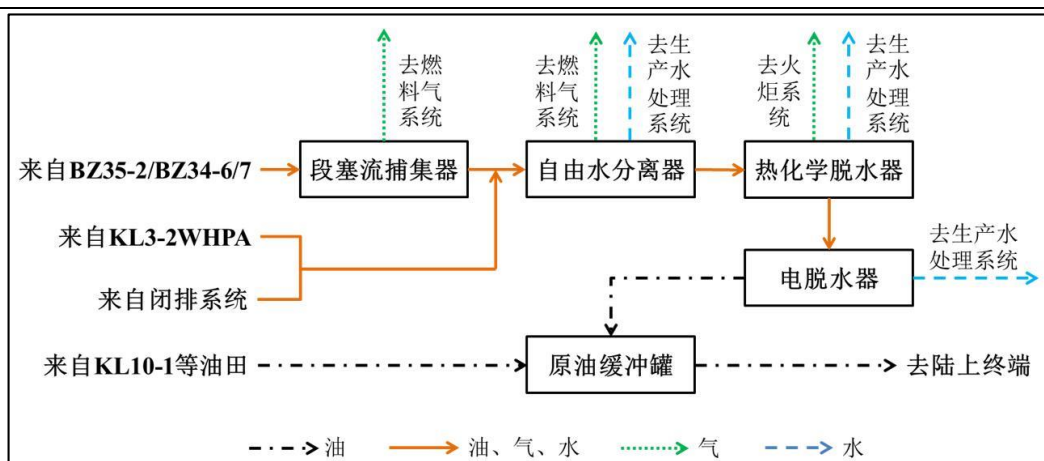 去燃
料气
系统
去燃
料气
系统
去生
产水
处理
系统
去火
炬系
统
去生
产水
处理
系统
来自BZ35-2/BZ34-6/7
段塞流捕集器
自由水分离器
热化学脱水器
来自KL3-2WHPA
来自闭排系统
去生产水
处理系统
电脱水器
来自KL10-1等油田
原油缓冲罐
去陆上终端
油
油、气、水
气
水